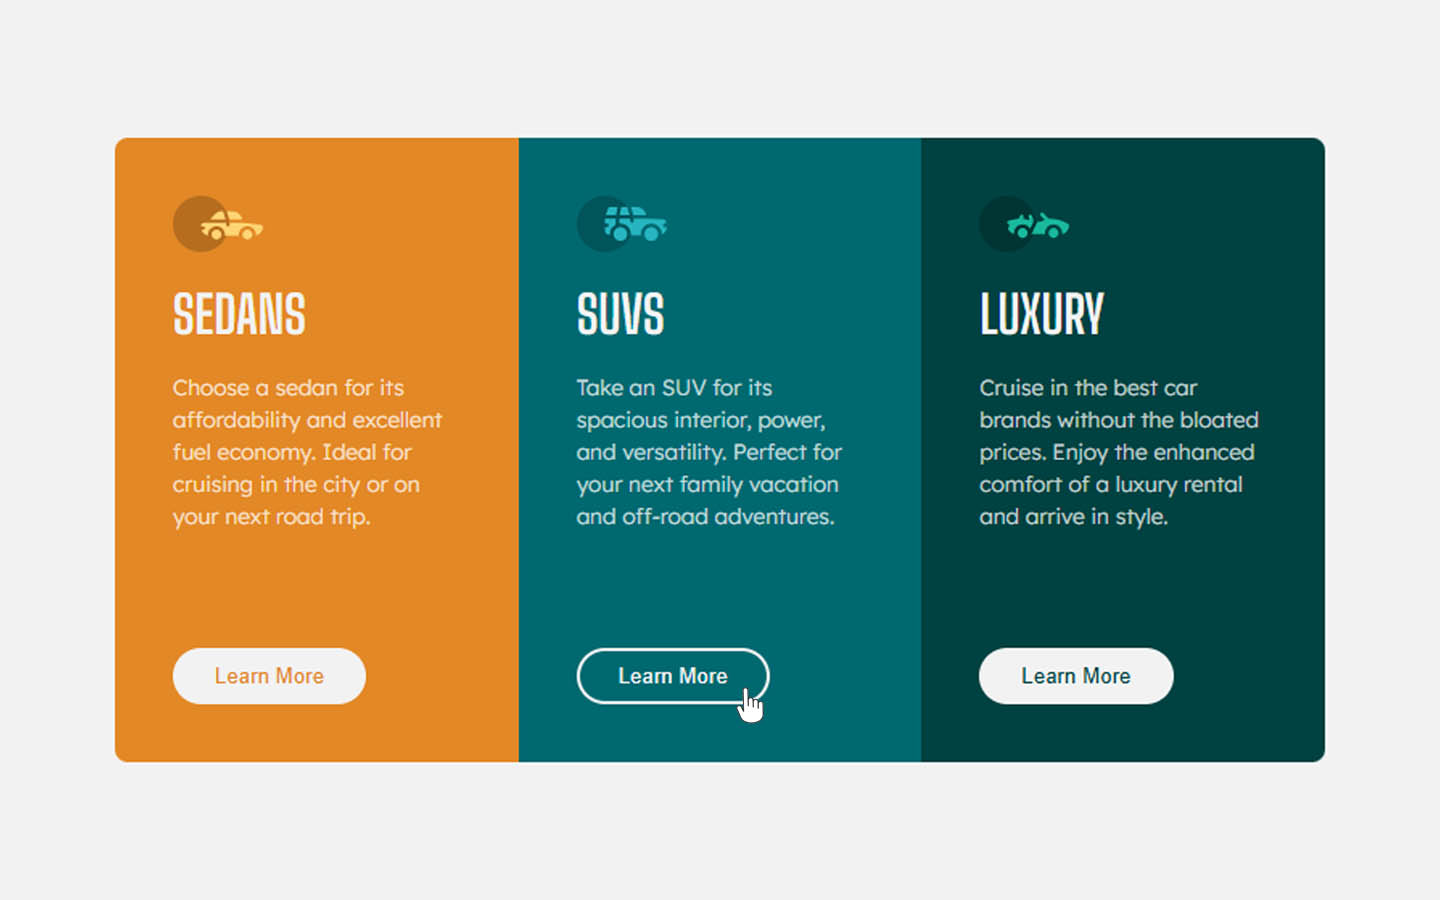 SEDANS
Choose a sedan for its
affordability and excellent
fuel economy. Ideal for
cruising in the city or on
your next road trip.
Learn More
SUVS
Take an SUV for its
spacious interior, power,
and versatility. Perfect for
your next family vacation
and off-road adventures.
Learn More
LUXURY
Cruise in the best car
brands without the bloated
prices. Enjoy the enhanced
comfort of a luxury rental
and arrive in style.
Learn More